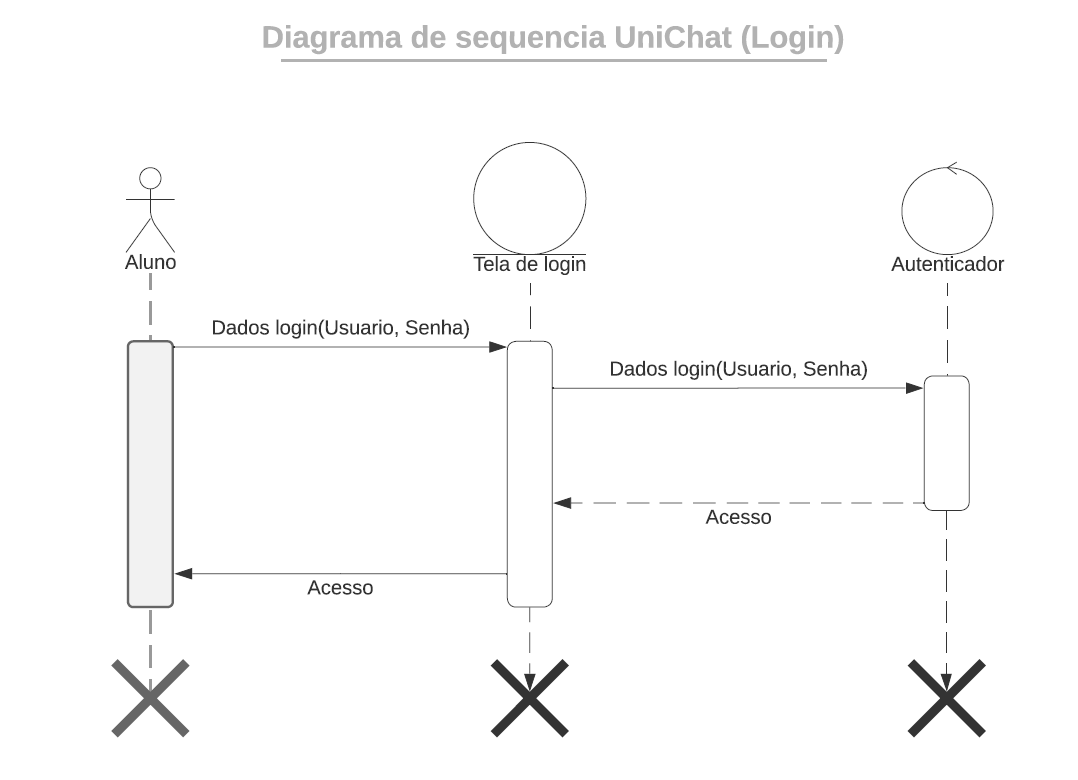 Diagrama de sequencia UniChat (Login)
Aluno
Tela de login
Autenticador
Dados login(Usuario, Senha)
Dados login(Usuario, Senha)
Acesso
Acesso